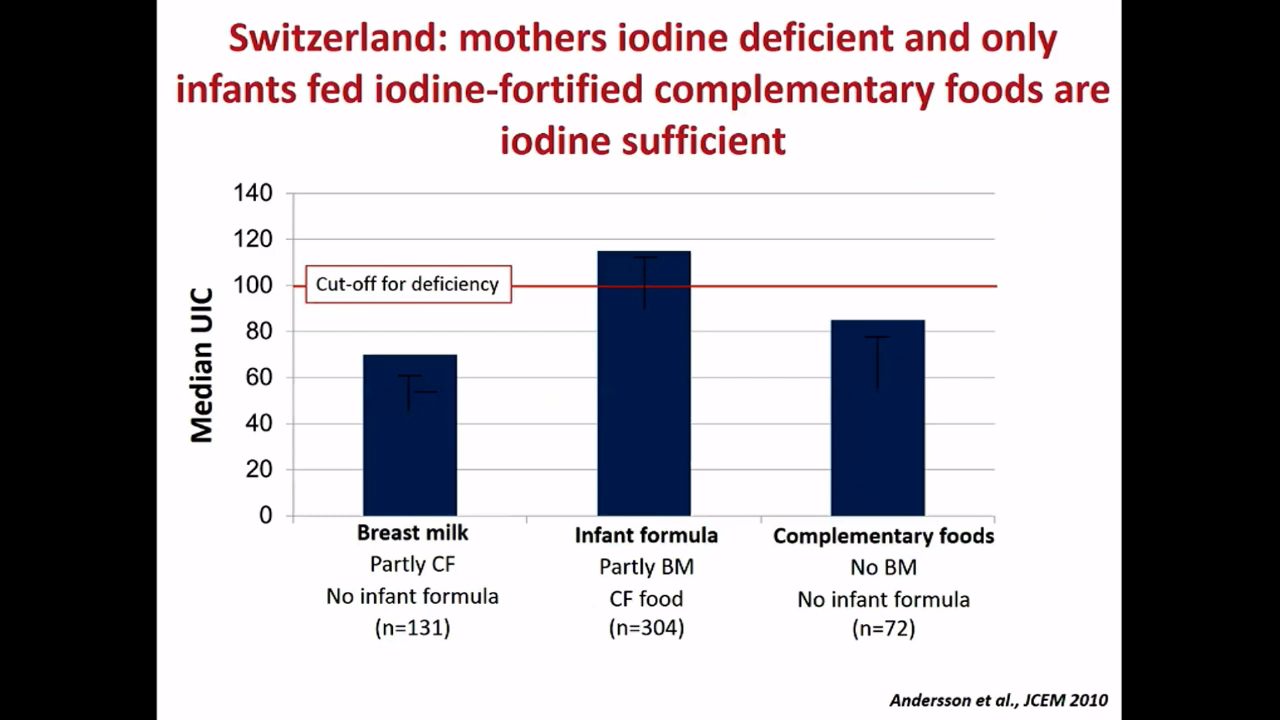 Switzerland: mothers iodine deficient and only
infants fed iodine-fortified complementary foods are
iodine sufficient
140
120
100
80
60
40
20
0
Median UIC
Cut-off for deficiency
Breast milk
Partly CF
No infant formula
(n=131)
Infant formula
Partly BM
CF food
(n=304)
Complementary foods
No BM
No infant formula
(n=72)
Andersson et al., JCEM 2010